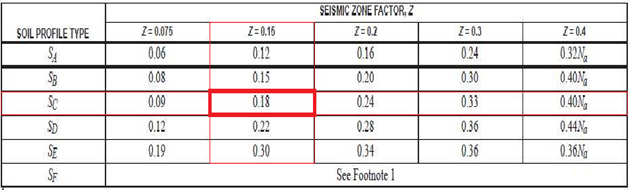 SEISMIC ZONE FACTOR, Z
SOIL PROFILE TYPE Z = 0.075 Z = 0.15 Z = 0.2 Z = 0.3 Z = 0.4
SA 0.06 0.12 0.16 0.24 0.32Na
SB 0.08 0.15 0.20 0.30 0.40Na
SC 0.09 0.18 0.24 0.33 0.40Na
SD 0.12 0.22 0.28 0.36 0.44Na
SE 0.19 0.30 0.34 0.36 0.36Na
SF See Footnote 1